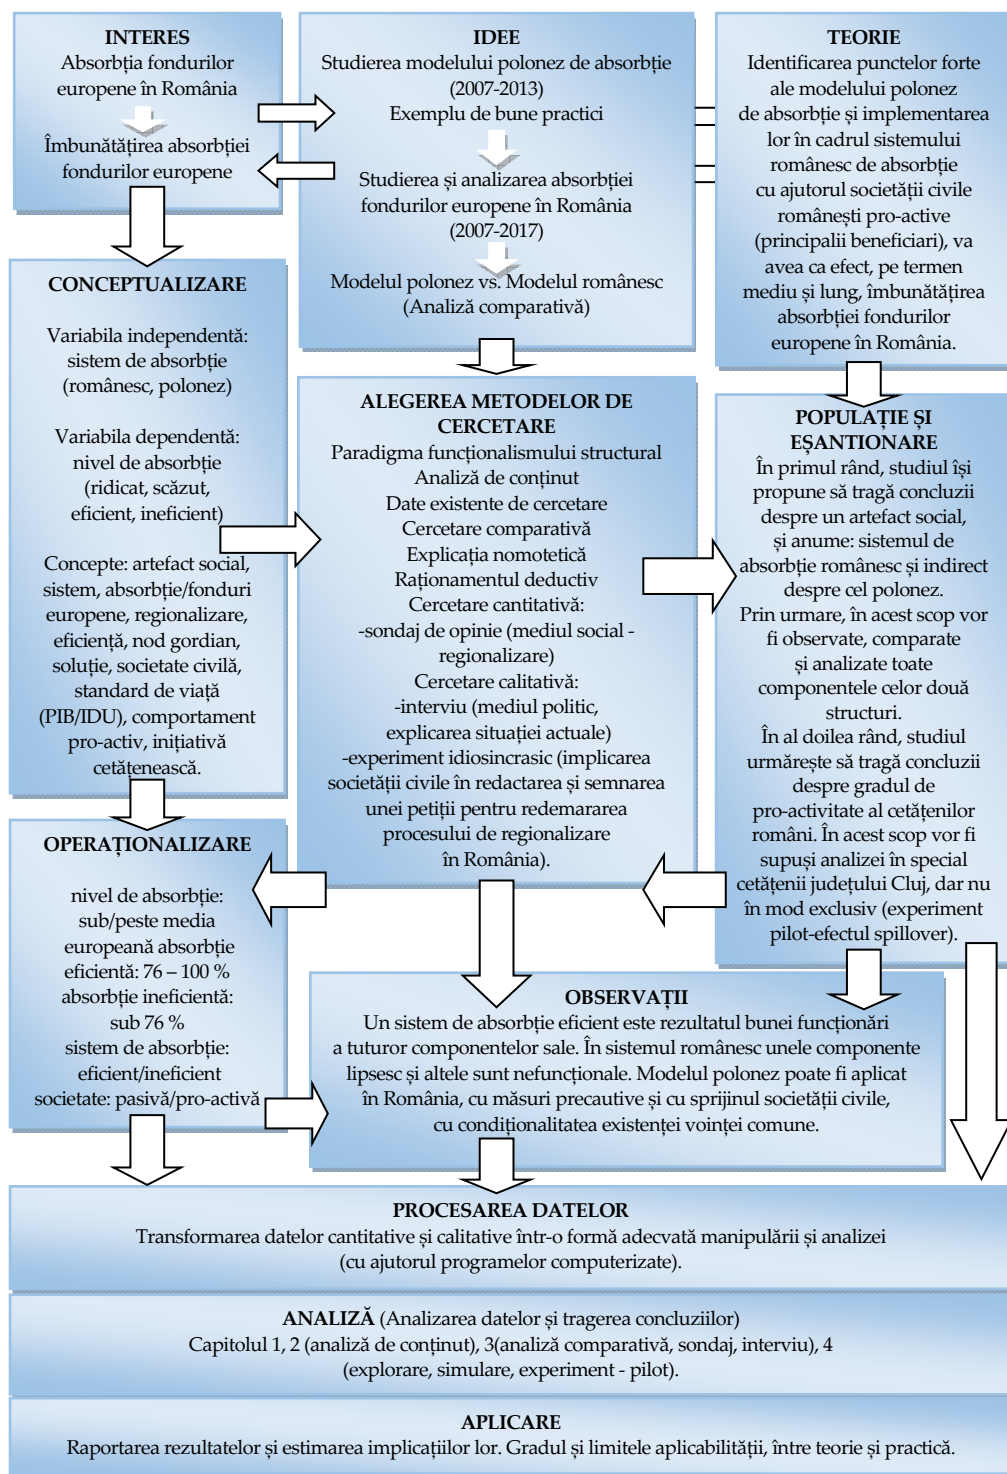 INTERES
Absorbția fondurilor
europene în România
Îmbunătățirea absorbției
fondurilor europene
IDEE
Studierea modelului polonez de absorbție
(2007-2013)
Exemplu de bune practici
Studierea și analizarea absorbției
fondurilor europene în România
(2007-2017)
Modelul polonez vs. Modelul românesc
(Analiză comparativă)
TEORIE
Identificarea punctelor forte
ale modelului polonez
de absorbție și implementarea
lor în cadrul sistemului
românesc de absorbție
cu ajutorul societății civile
românești pro-active
(principalii beneficiari), va
avea ca efect, pe termen
mediu și lung, îmbunătățirea
absorbției fondurilor
europene în România.
CONCEPTUALIZARE
Variabila independentă:
sistem de absorbție
(românesc, polonez)
Variabila dependentă:
nivel de absorbție
(ridicat, scăzut,
eficient, ineficient)
Concepte: artefact social,
sistem, absorbție/fonduri
europene, regionalizare,
eficiență, nod gordian,
soluție, societate civilă,
standard de viață
(PIB/IDU), comportament
pro-activ, inițiativă
cetățenească.
ALEGEREA METODELOR DE
CERCETARE
Paradigma funcționalismului structural
Analiză de conținut
Date existente de cercetare
Cercetare comparativă
Explicația nomotetică
Raționamentul deductiv
Cercetare cantitativă:
-sondaj de opinie (mediul social -
regionalizare)
Cercetare calitativă:
-interviu (mediul politic,
explicarea situației actuale)
-experiment idiosincrasic (implicarea
societății civile în redactarea și semnarea
unei petiții pentru redemararea
procesului de regionalizare
în România).
POPULAȚIE ȘI
EȘANTIONARE
În primul rând, studiul își
propune să tragă concluzii
despre un artefact social,
și anume: sistemul de
absorbție românesc și indirect
despre cel polonez.
Prin urmare, în acest scop vor
fi observate, comparate
și analizate toate
componentele celor două
structuri.
În al doilea rând, studiul
urmărește să tragă concluzii
despre gradul de
pro-activitate al cetățenilor
români. În acest scop vor fi
supuși analizei în special
cetățenii județului Cluj, dar nu
în mod exclusiv (experiment
pilot-efectul spillover).
OPERAȚIONALIZARE
nivel de absorbție:
sub/peste media
europeană absorbție
eficientă: 76 – 100 %
absorbție ineficientă:
sub 76 %
sistem de absorbție:
eficient/ineficient
societate: pasivă/pro-activă
OBSERVAȚII
Un sistem de absorbție eficient este rezultatul bunei funcționări
a tuturor componentelor sale. În sistemul românesc unele componente
lipsesc și altele sunt nefuncționale. Modelul polonez poate fi aplicat
în România, cu măsuri precautive și cu sprijinul societății civile,
cu condiționalitatea existenței voinței comune.
PROCESAREA DATELOR
Transformarea datelor cantitative și calitative într-o formă adecvată manipulării și analizei
(cu ajutorul programelor computerizate).
ANALIZĂ (Analizarea datelor și tragerea concluziilor)
Capitolul 1, 2 (analiză de conținut), 3(analiză comparativă, sondaj, interviu), 4
(explorare, simulare, experiment - pilot).
APLICARE
Raportarea rezultatelor și estimarea implicațiilor lor. Gradul și limitele aplicabilității, între teorie și practică.